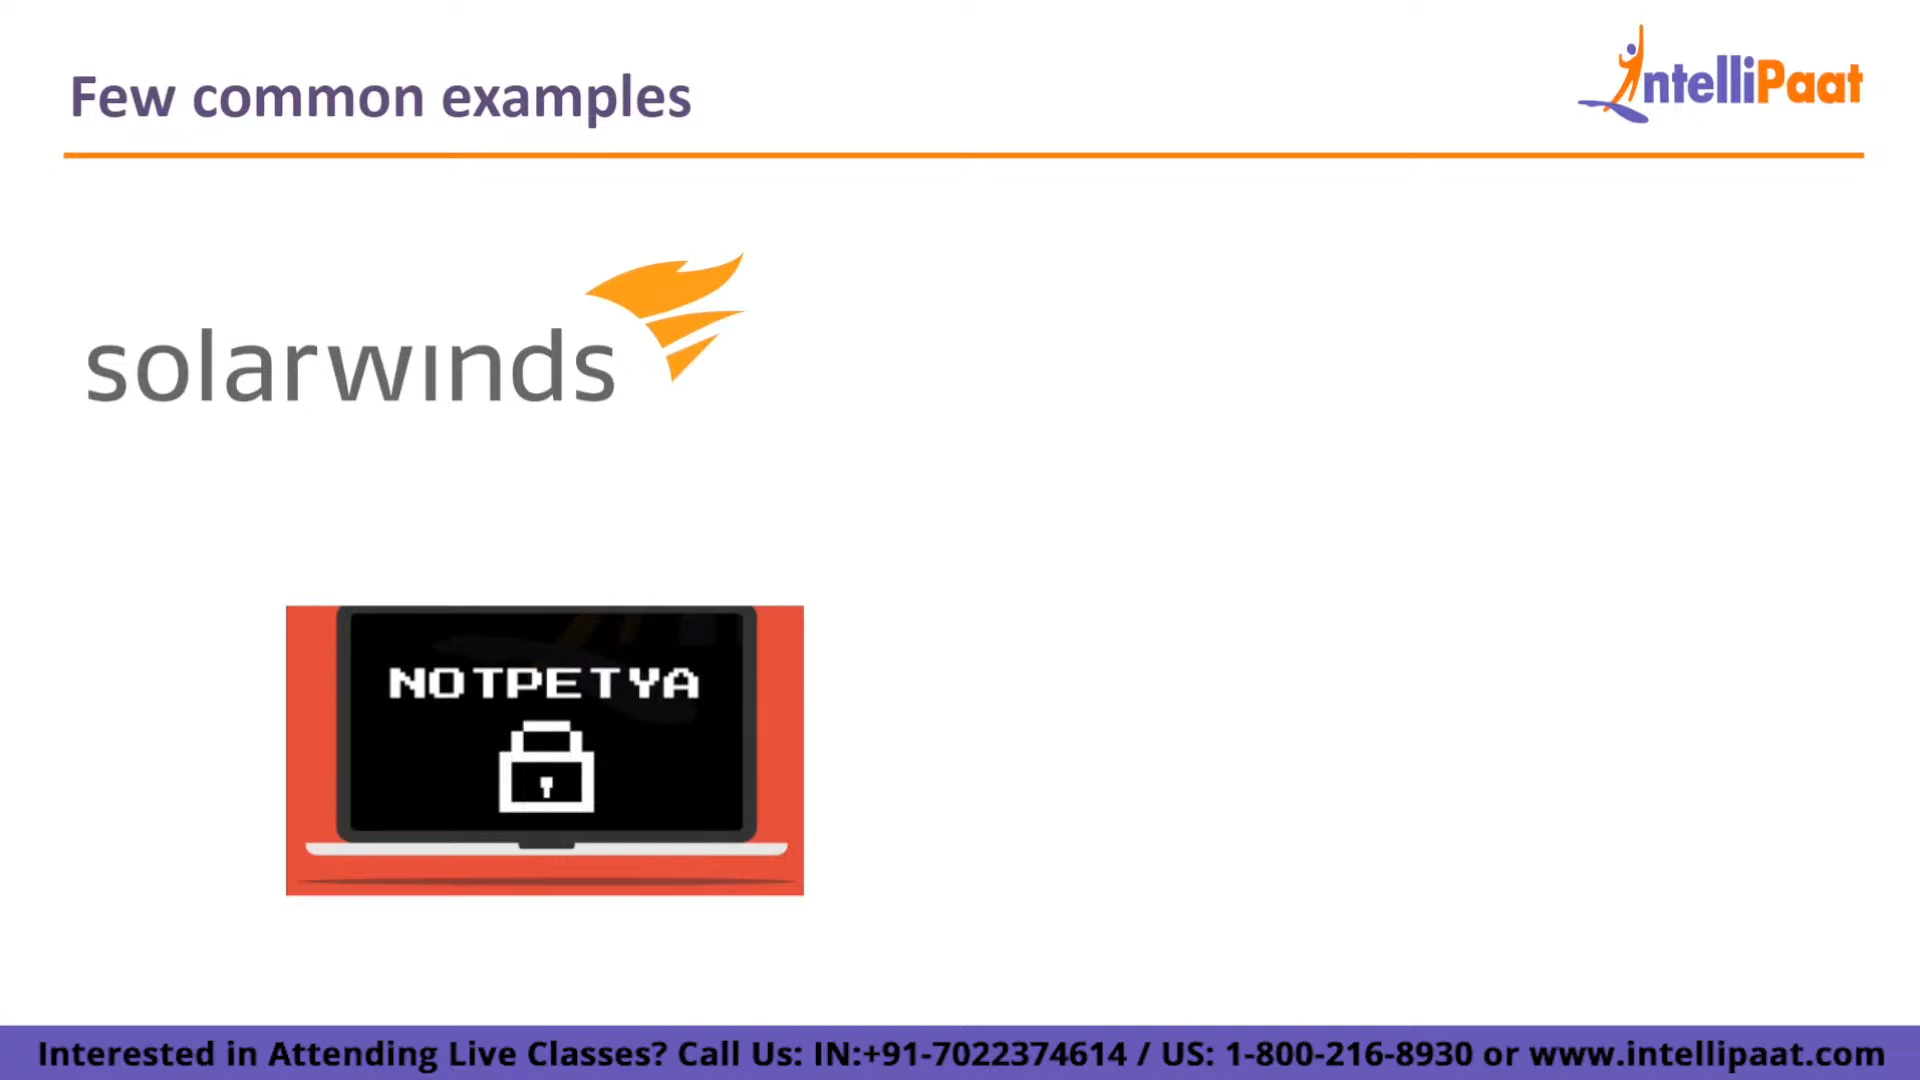 Few common examples
IntelliPaat
solarwinds
NOTPETYA
Interested in Attending Live Classes? Call Us: IN:+91-7022374614 / US: 1-800-216-8930 or www.intellipaat.com